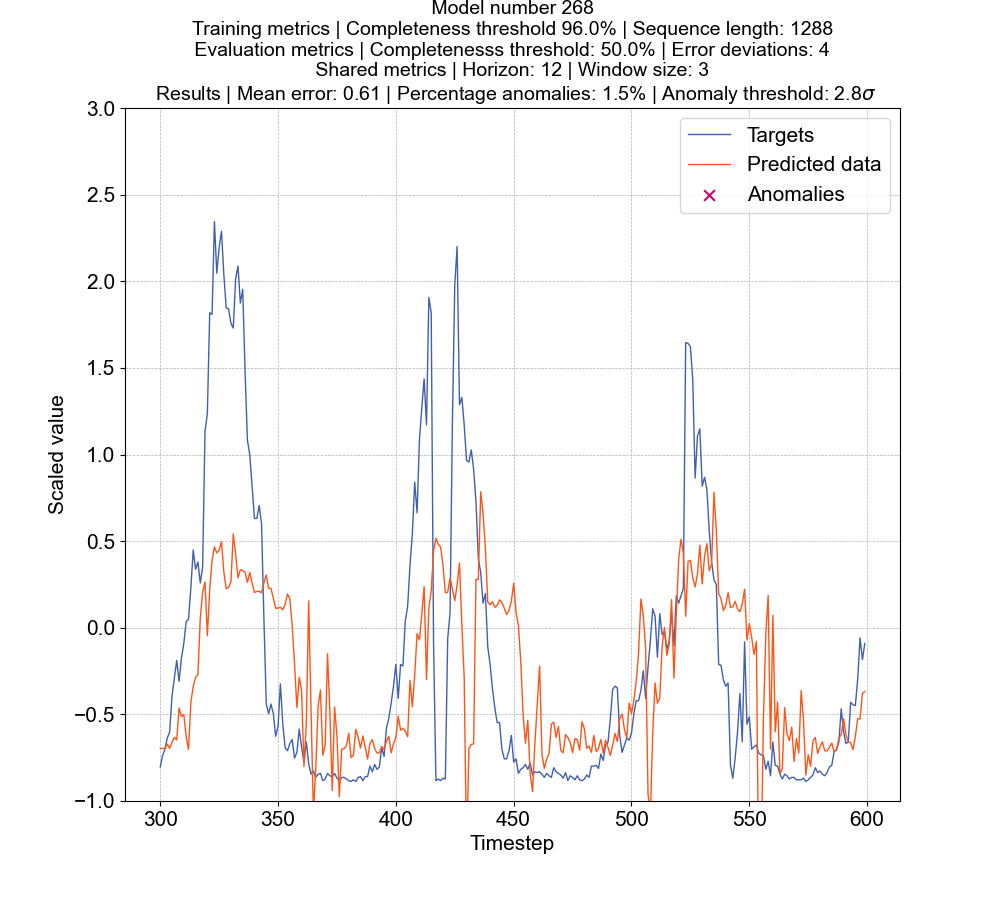 Model number 268
Training metrics | Completeness threshold 96.0% | Sequence length: 1288
Evaluation metrics | Completenesss threshold: 50.0% | Error deviations: 4
Shared metrics | Horizon: 12 | Window size: 3
Results | Mean error: 0.61 | Percentage anomalies: 1.5% | Anomaly threshold: 2.8σ
3.0
2.5
2.0
1.5
1.0
0.5
0.0
−0.5
−1.0
Scaled value
Targets
Predicted data
Anomalies
300 350 400 450 500 550 600
Timestep